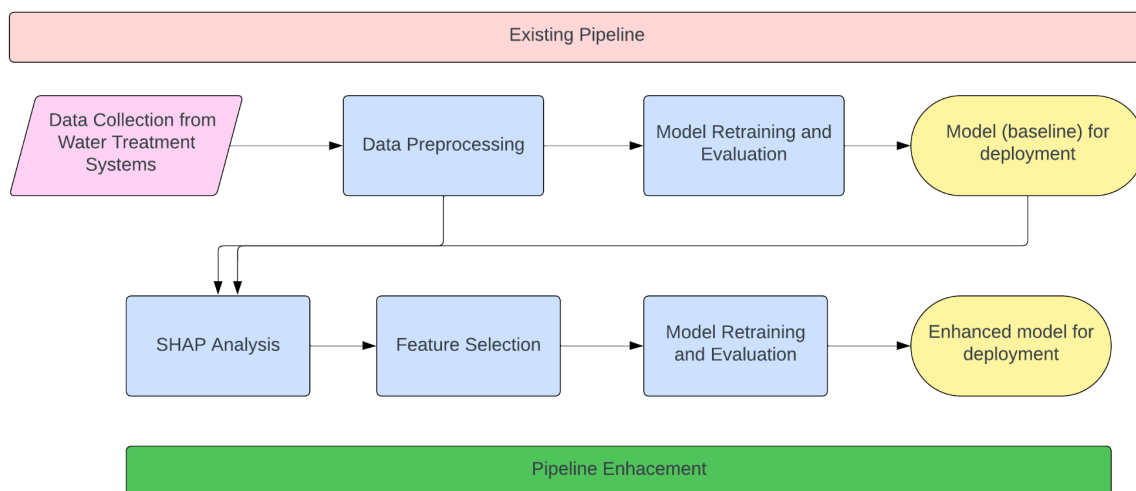 Existing Pipeline
Data Collection from
Water Treatment
Systems
Data Preprocessing
Model Retraining and
Evaluation
Model (baseline) for
deployment
SHAP Analysis
Feature Selection
Model Retraining
and Evaluation
Enhanced model for
deployment
Pipeline Enhacement